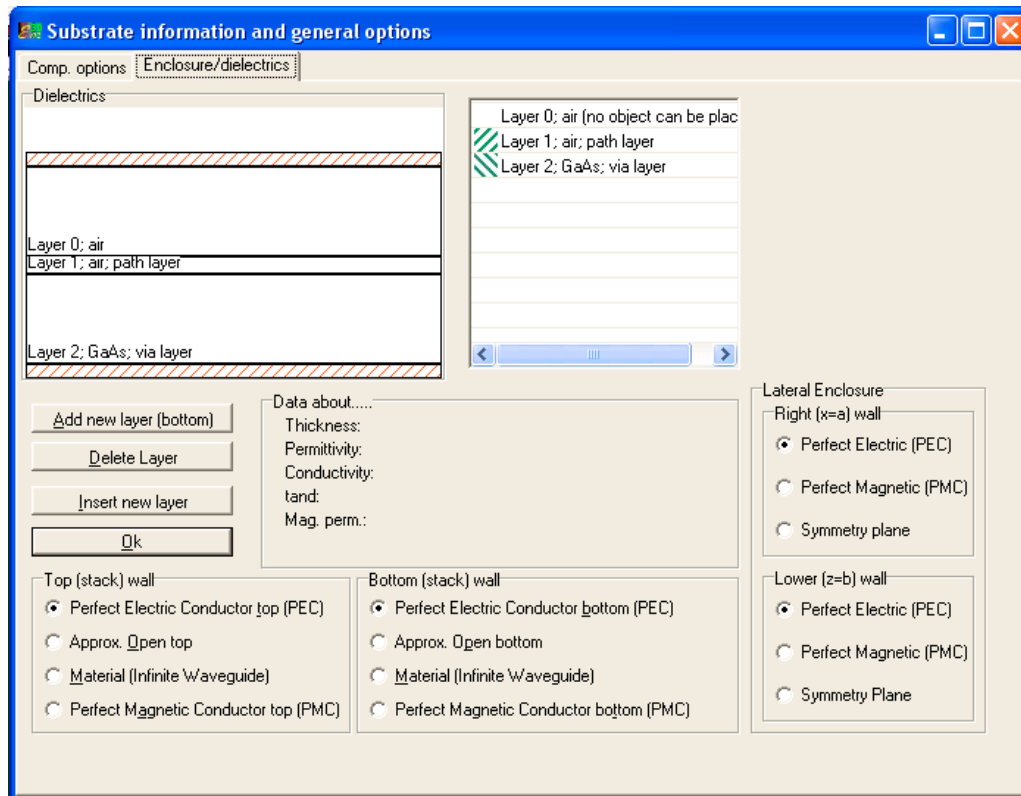 Substrate information and general options
Comp. options
Enclosure/dielectrics
Dielectrics
Layer 0; air
Layer 1; air; path layer
Layer 2; GaAs; via layer
Layer 0; air (no object can be plac
Layer 1; air; path layer
Layer 2; GaAs; via layer
Add new layer (bottom)
Delete Layer
Insert new layer
Ok
Data about.....
Thickness:
Permittivity:
Conductivity:
tand:
Mag. perm.:
Lateral Enclosure
Right (x=a) wall
Perfect Electric (PEC)
Perfect Magnetic (PMC)
Symmetry plane
Lower (z=b) wall
Perfect Electric (PEC)
Perfect Magnetic (PMC)
Symmetry Plane
Top (stack) wall
Perfect Electric Conductor top (PEC)
Approx. Open top
Material (Infinite Waveguide)
Perfect Magnetic Conductor top (PMC)
Bottom (stack) wall
Perfect Electric Conductor bottom (PEC)
Approx. Open bottom
Material (Infinite Waveguide)
Perfect Magnetic Conductor bottom (PMC)